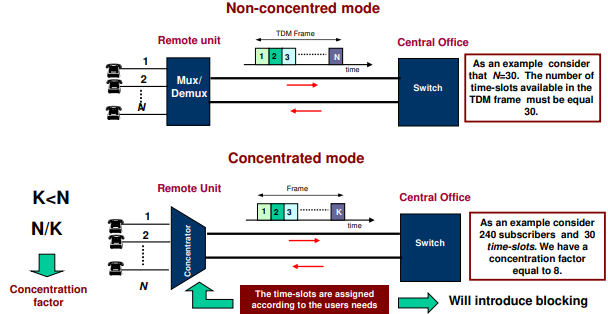 Non-concentred mode
Remote unit
TDM Frame
Central Office
1 2 3 N
time
1
2
N
Mux/
Demux
Switch
As an example consider
that N=30. The number of
time-slots available in the
TDM frame must be equal
30.
Concentrated mode
K<N
N/K
Concentrattion
factor
Remote Unit
Frame
Central Office
1 2 3 K
time
1
2
N
Concentrator
Switch
As an example consider
240 subscribers and 30
time-slots. We have a
concentration factor
equal to 8.
The time-slots are assigned
according to the users needs
Will introduce blocking